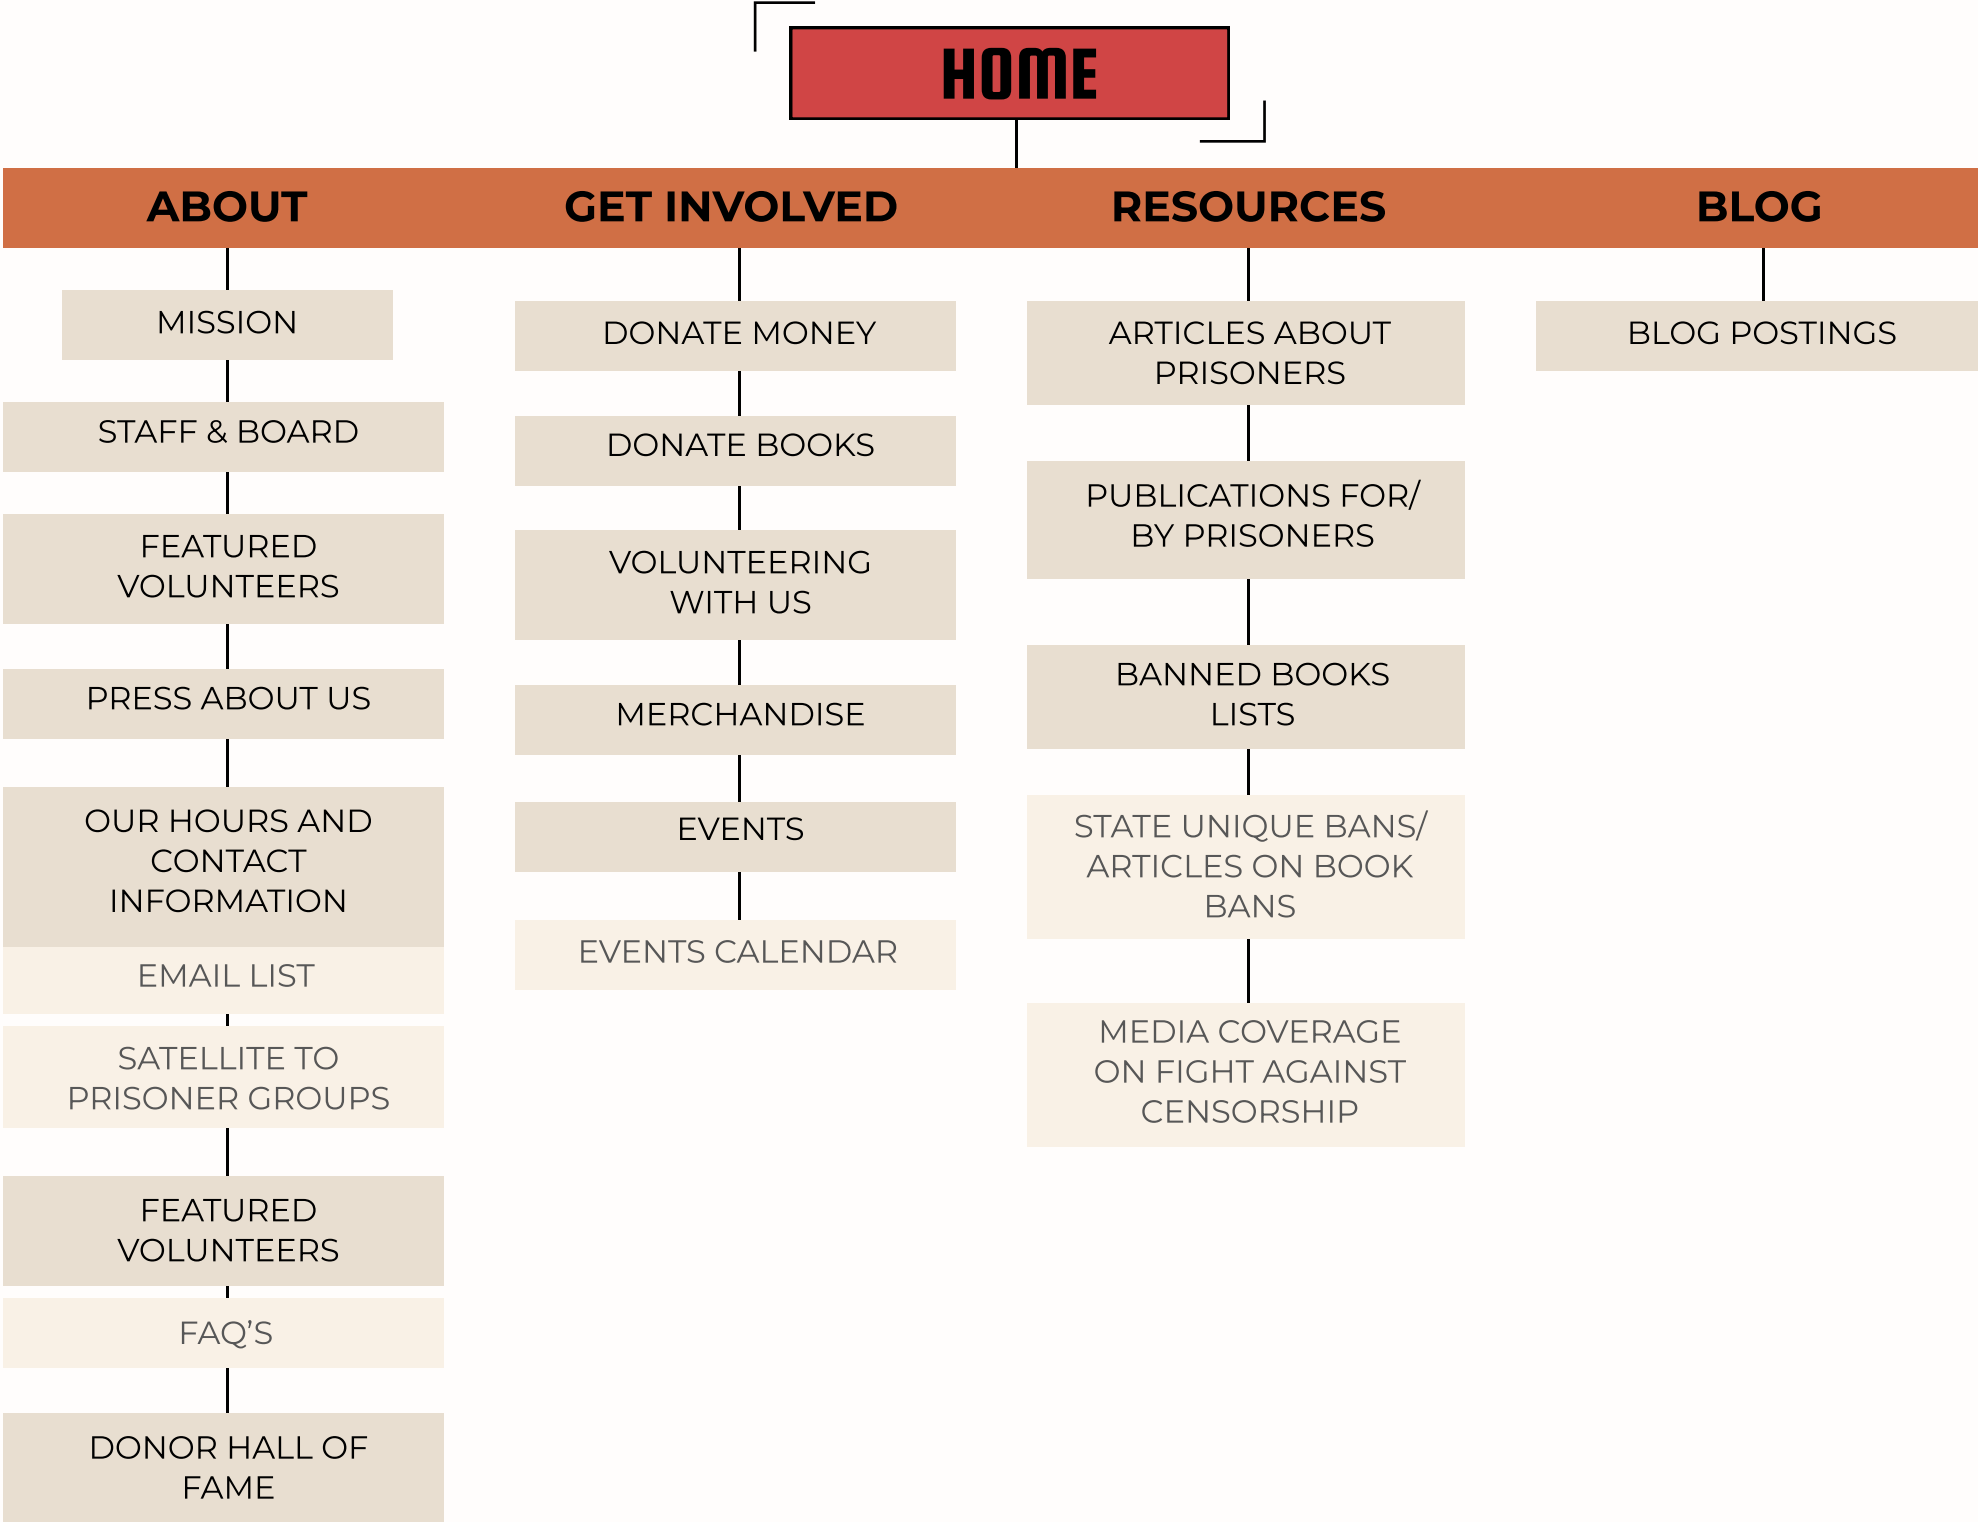 HOME
ABOUT
GET INVOLVED
RESOURCES
BLOG
MISSION
STAFF & BOARD
FEATURED
VOLUNTEERS
PRESS ABOUT US
OUR HOURS AND
CONTACT
INFORMATION
EMAIL LIST
SATELLITE TO
PRISONER GROUPS
FEATURED
VOLUNTEERS
FAQ’S
DONOR HALL OF
FAME
DONATE MONEY
DONATE BOOKS
VOLUNTEERING
WITH US
MERCHANDISE
EVENTS
EVENTS CALENDAR
ARTICLES ABOUT
PRISONERS
PUBLICATIONS FOR/
BY PRISONERS
BANNED BOOKS
LISTS
STATE UNIQUE BANS/
ARTICLES ON BOOK
BANS
MEDIA COVERAGE
ON FIGHT AGAINST
CENSORSHIP
BLOG POSTINGS